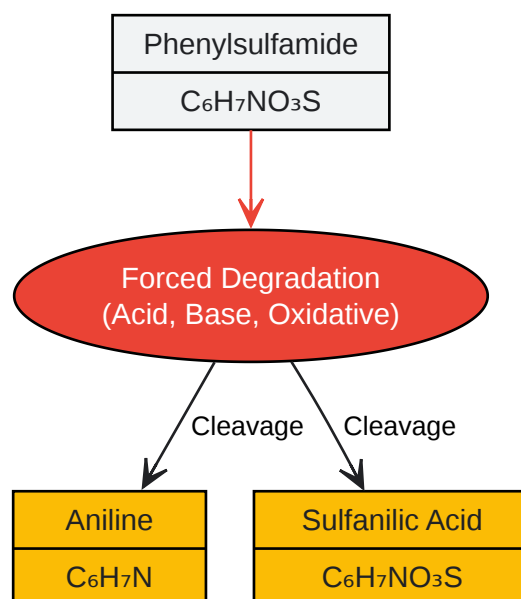 Phenylsulfamide
C₆H₇NO₃S
Forced Degradation
(Acid, Base, Oxidative)
Cleavage
Cleavage
Aniline
C₆H₇N
Sulfanilic Acid
C₆H₇NO₃S